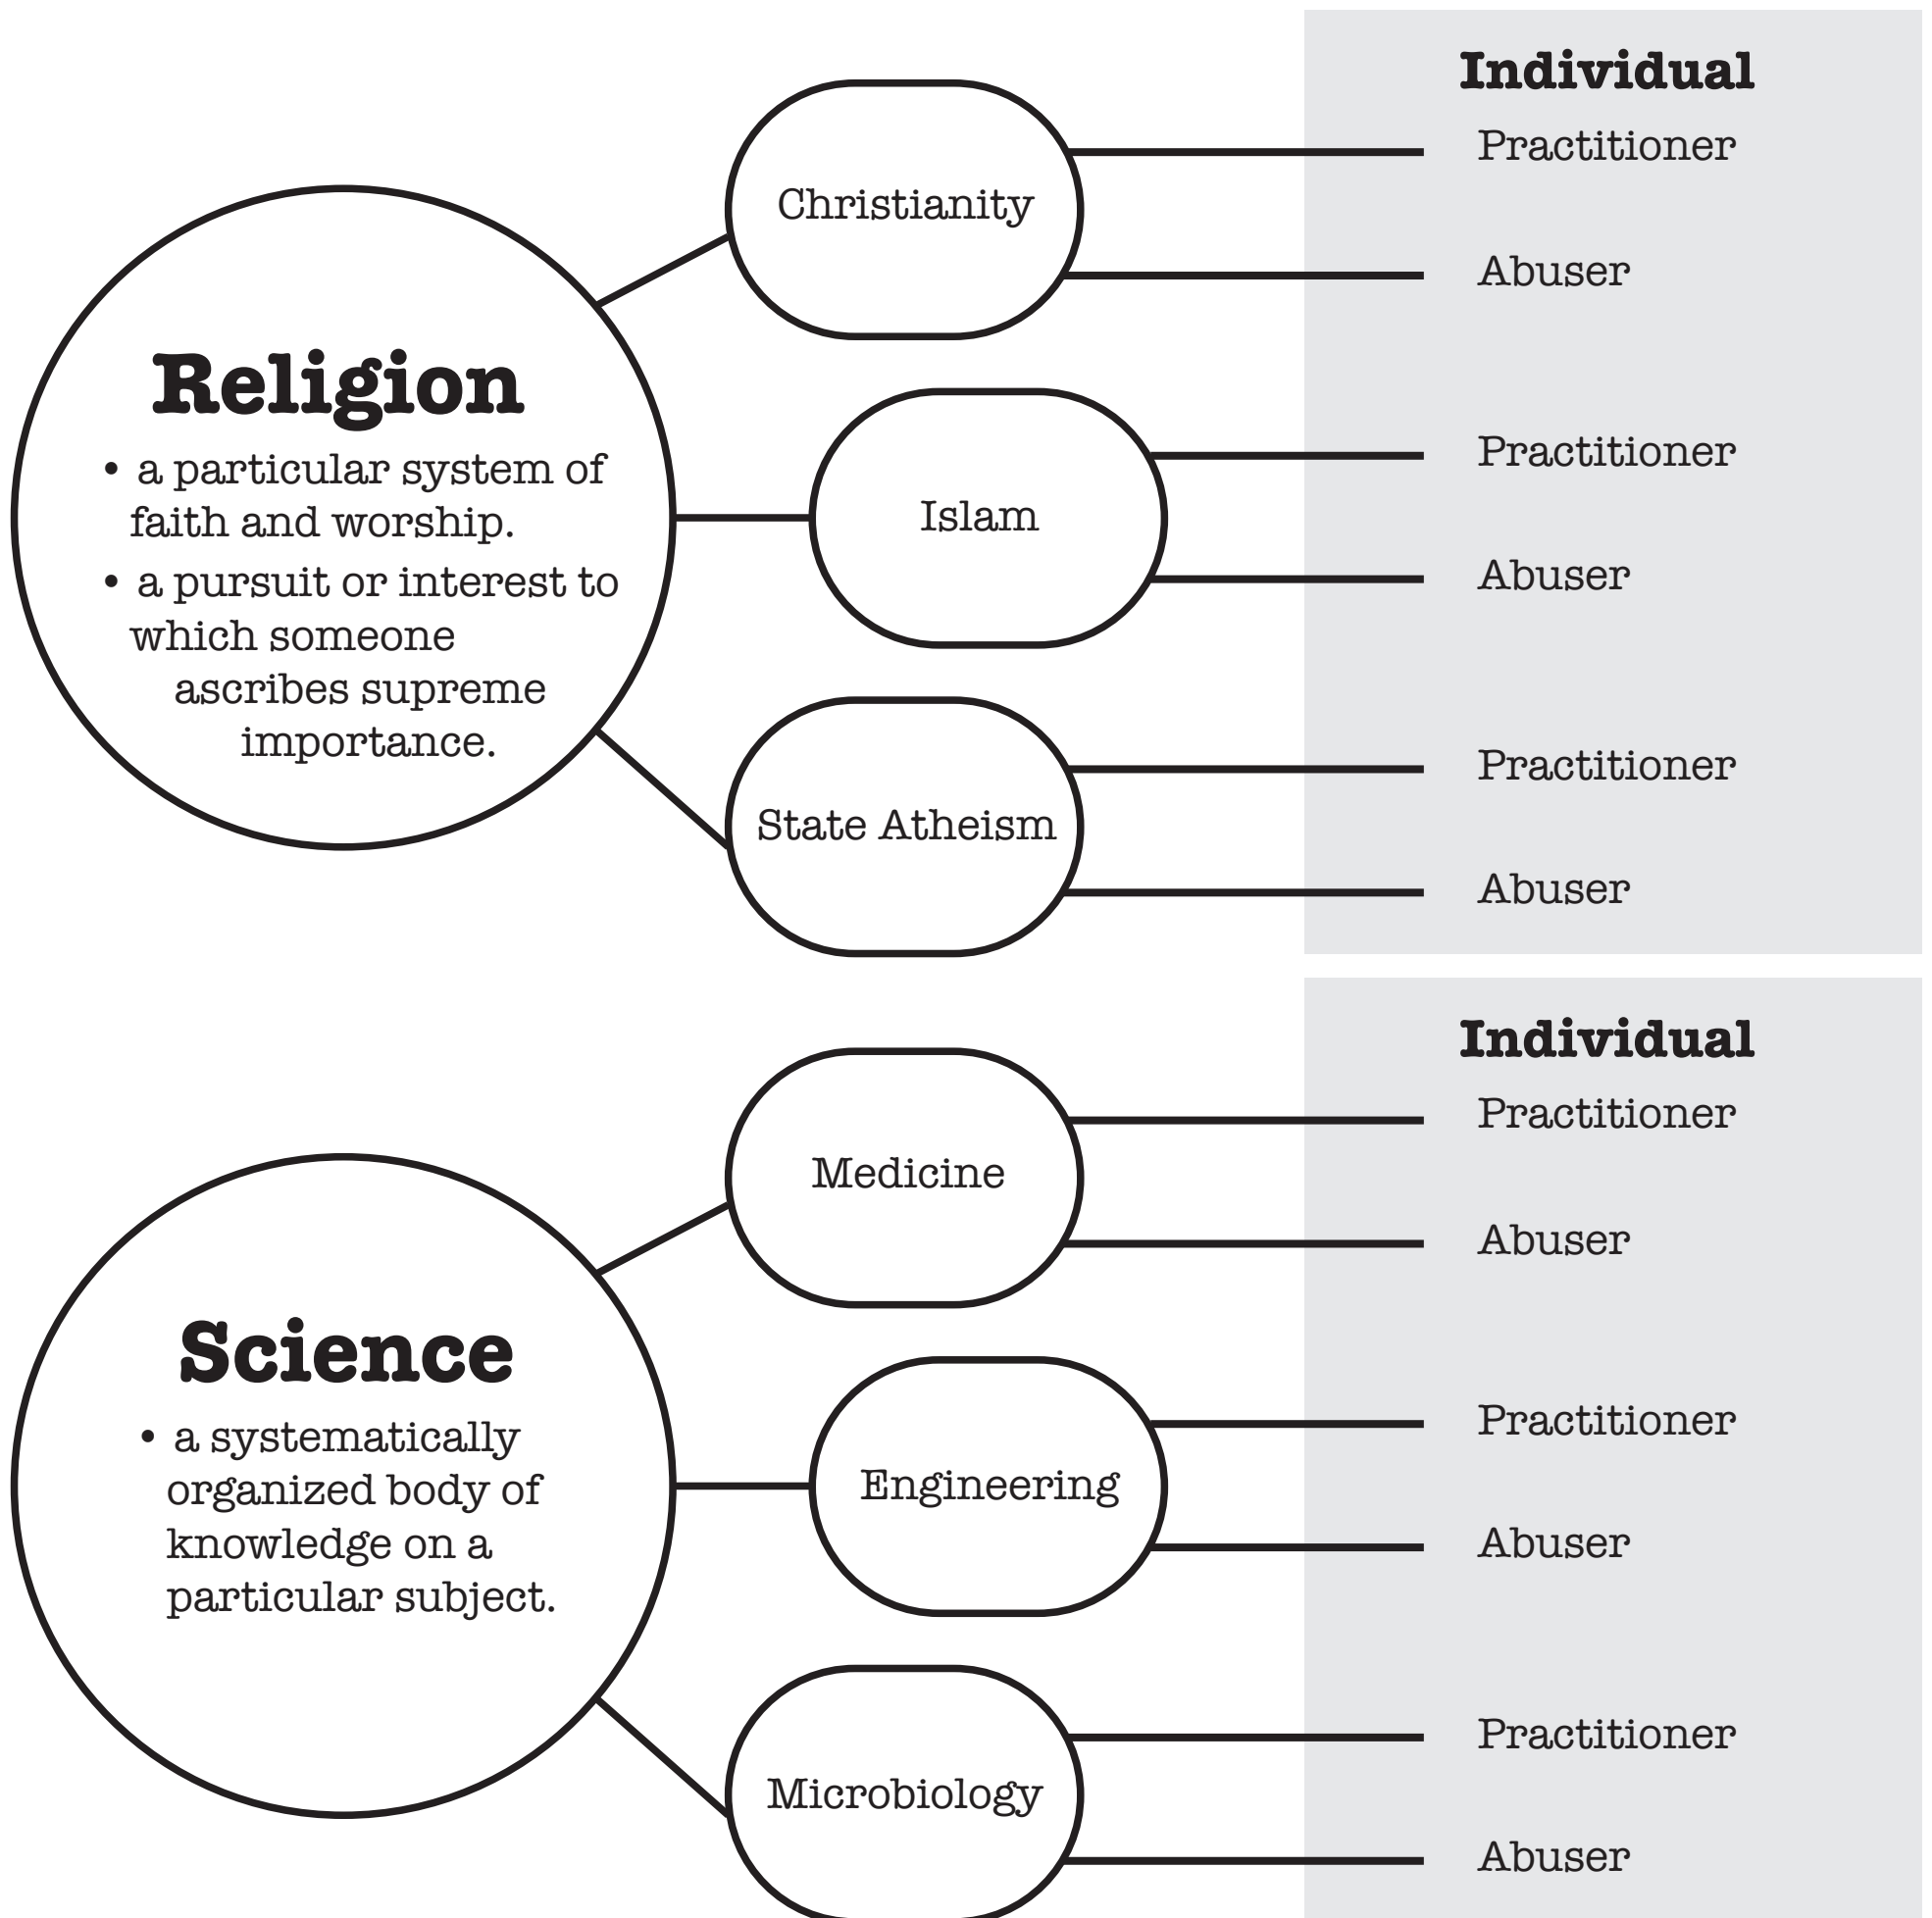 Individual
Practitioner
Christianity
Abuser
Religion
• a particular system of
faith and worship.
• a pursuit or interest to
which someone
ascribes supreme
importance.
Practitioner
Islam
Abuser
Practitioner
State Atheism
Abuser
Individual
Practitioner
Medicine
Abuser
Science
• a systematically
organized body of
knowledge on a
particular subject.
Practitioner
Engineering
Abuser
Practitioner
Microbiology
Abuser